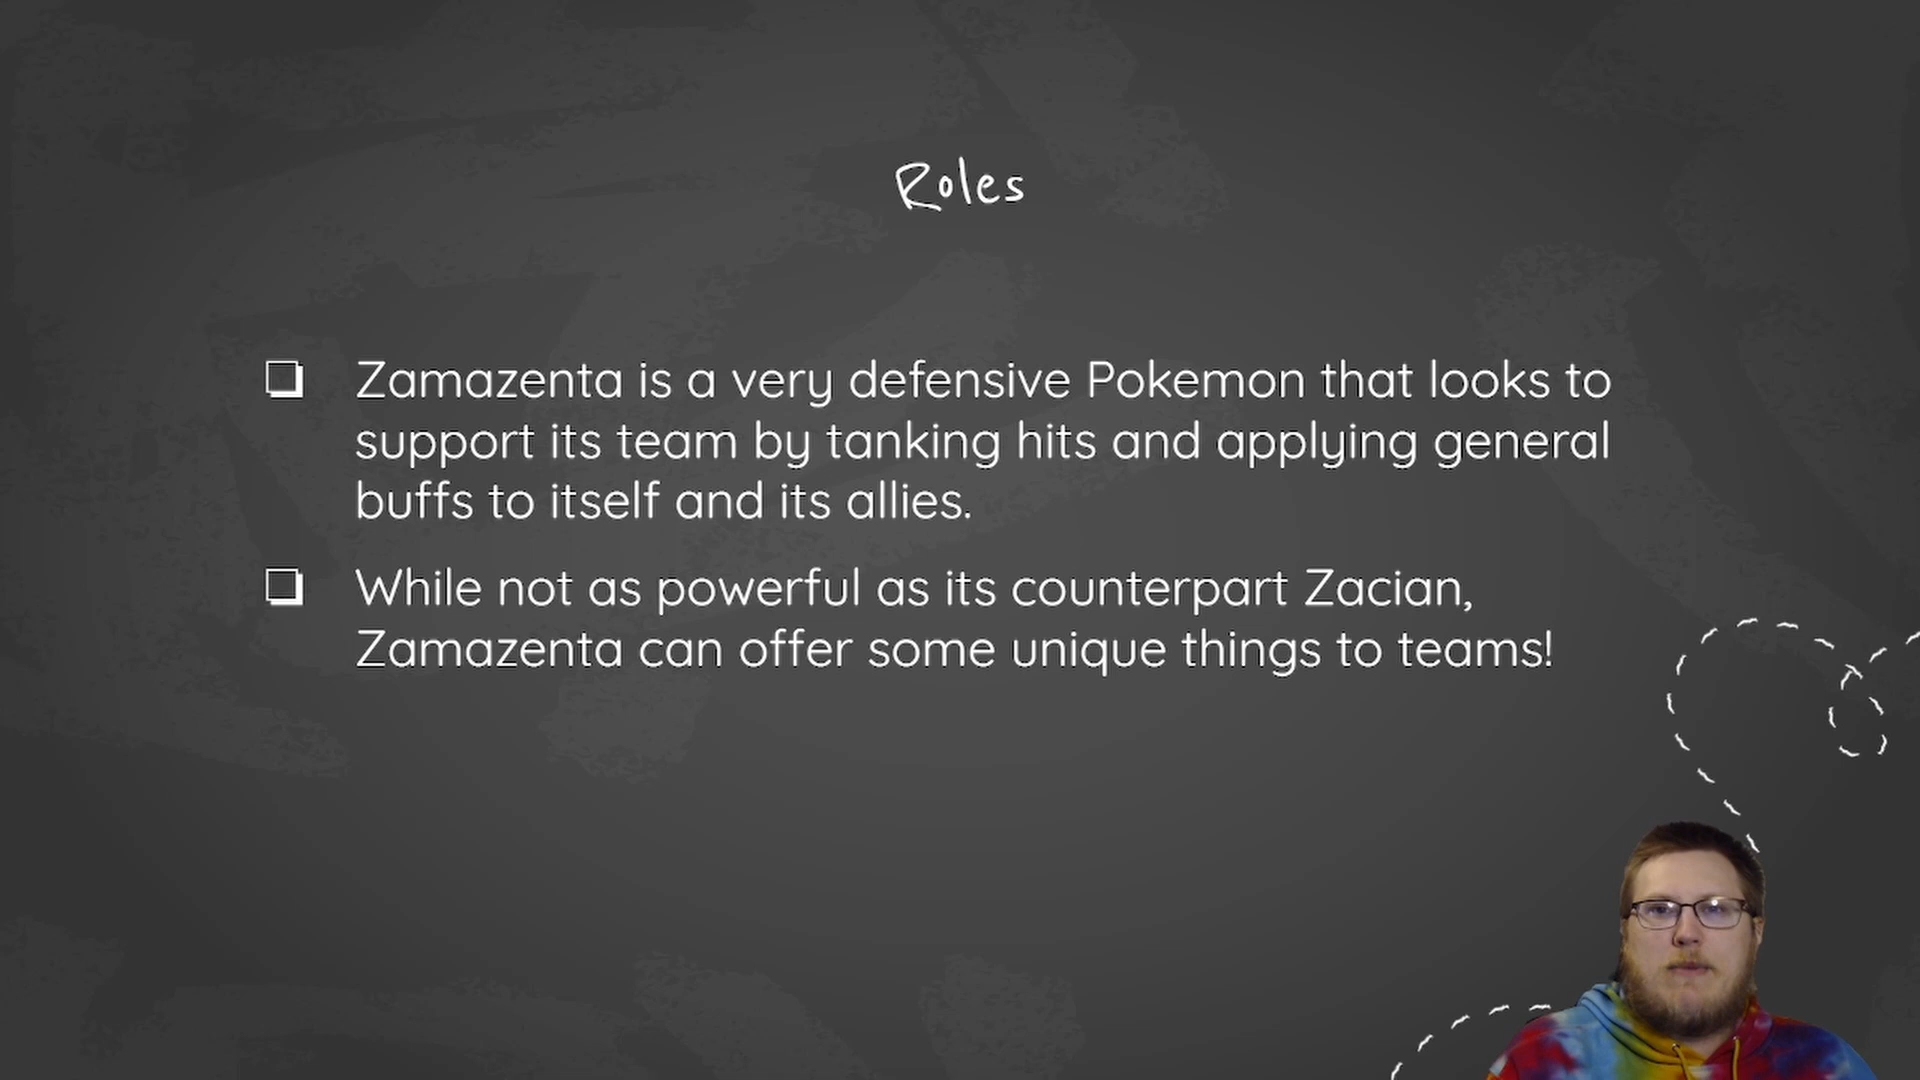 Roles
Zamazenta is a very defensive Pokemon that looks to
support its team by tanking hits and applying general
buffs to itself and its allies.
While not as powerful as its counterpart Zacian,
Zamazenta can offer some unique things to teams!